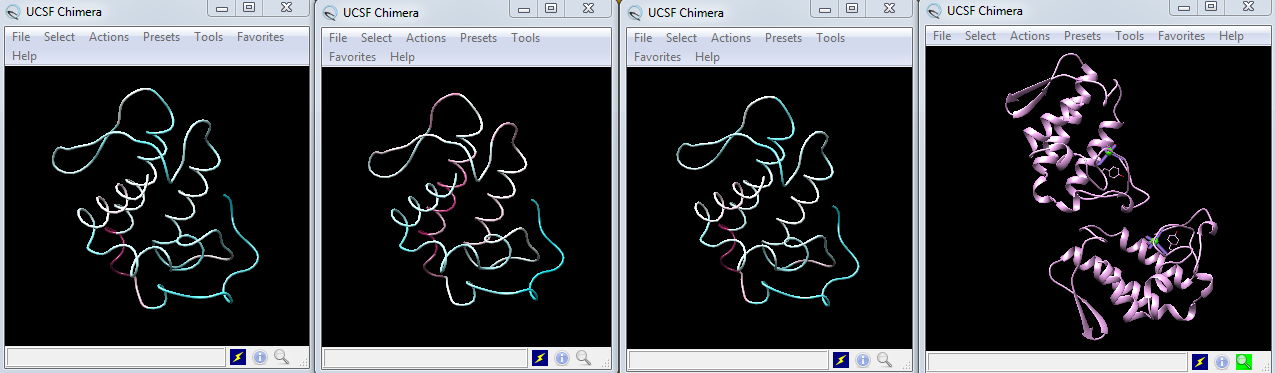 UCSF Chimera
File Select Actions Presets Tools Favorites
Help
UCSF Chimera
File Select Actions Presets Tools
Favorites Help
UCSF Chimera
File Select Actions Presets Tools
Favorites Help
UCSF Chimera
File Select Actions Presets Tools Favorites Help